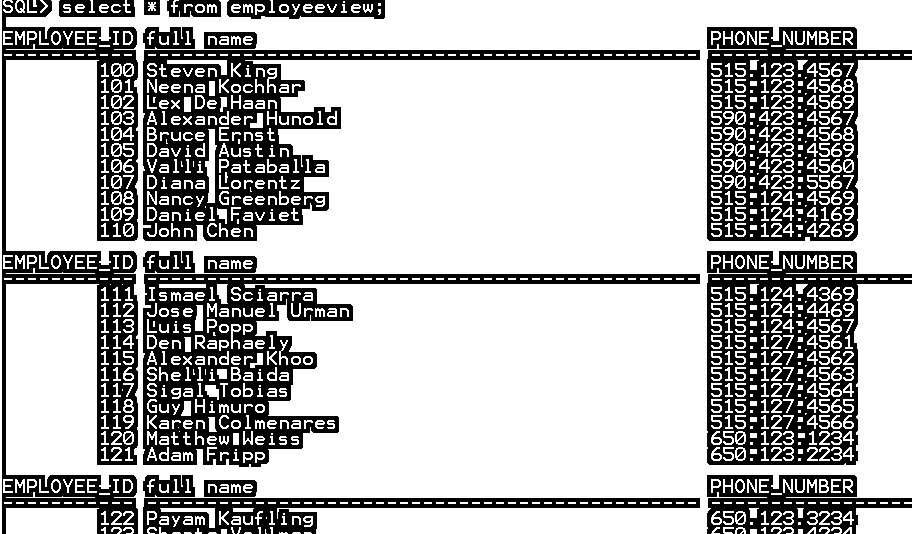 SQL> select * from employeeview;
EMPLOYEE_ID full name PHONE_NUMBER
100 Steven King 515.123.4567
101 Neena Kochhar 515.123.4568
102 Lex De Haan 515.123.4569
103 Alexander Hunold 590.423.4567
104 Bruce Ernst 590.423.4568
105 David Austin 590.423.4569
106 Valli Pataballa 590.423.4560
107 Diana Lorentz 590.423.5567
108 Nancy Greenberg 515.124.4569
109 Daniel Faviet 515.124.4169
110 John Chen 515.124.4269
EMPLOYEE_ID full name PHONE_NUMBER
111 Ismael Sciarra 515.124.4369
112 Jose Manuel Urman 515.124.4469
113 Luis Popp 515.124.4567
114 Den Raphaely 515.127.4561
115 Alexander Khoo 515.127.4562
116 Shelli Baida 515.127.4563
117 Sigal Tobias 515.127.4564
118 Guy Himuro 515.127.4565
119 Karen Colmenares 515.127.4566
120 Matthew Weiss 650.123.1234
121 Adam Fripp 650.123.2234
EMPLOYEE_ID full name PHONE_NUMBER
122 Payam Kaufling 650.123.3234